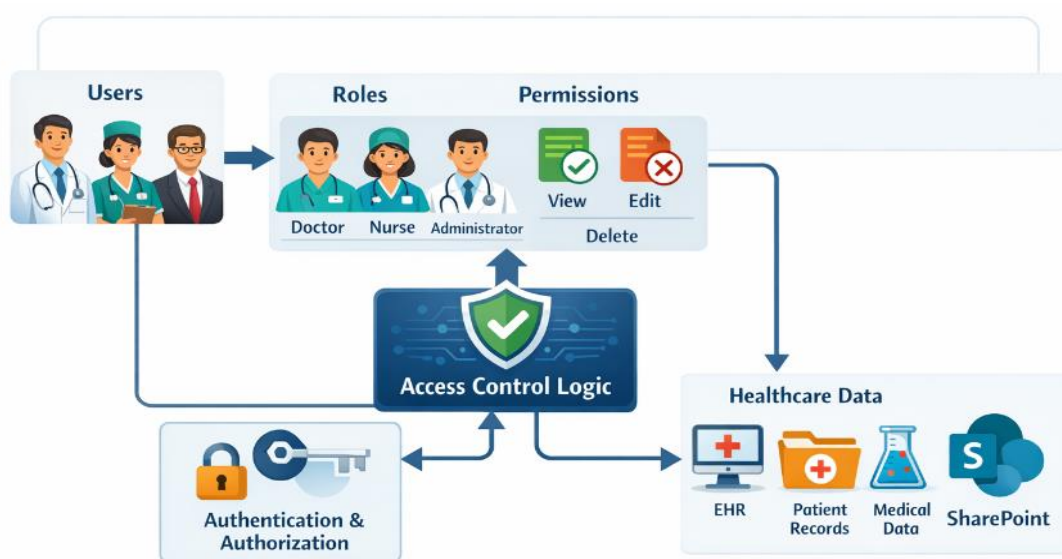 Users
Roles
Permissions
Doctor
Nurse
Administrator
View
Edit
Delete
Access Control Logic
Authentication &
Authorization
Healthcare Data
EHR
Patient
Records
Medical
Data
S
SharePoint